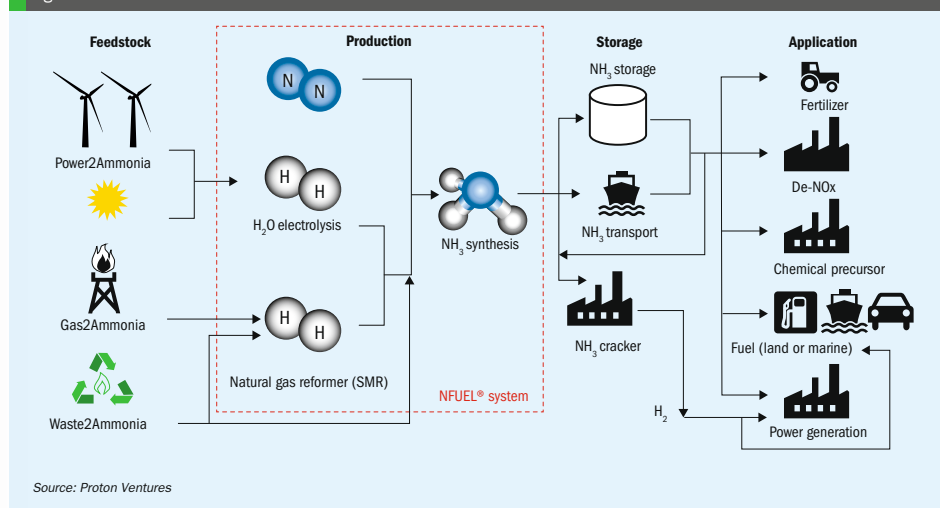 Feedstock
Production
Storage
Application
N
N
NH3 storage
Fertilizer
Power2Ammonia
H
H
H2O electrolysis
NH3 synthesis
NH3 transport
De-NOx
Chemical precursor
Gas2Ammonia
H
H
Natural gas reformer (SMR)
NH3 cracker
Fuel (land or marine)
Waste2Ammonia
NFUEL® system
H2
Power generation
Source: Proton Ventures